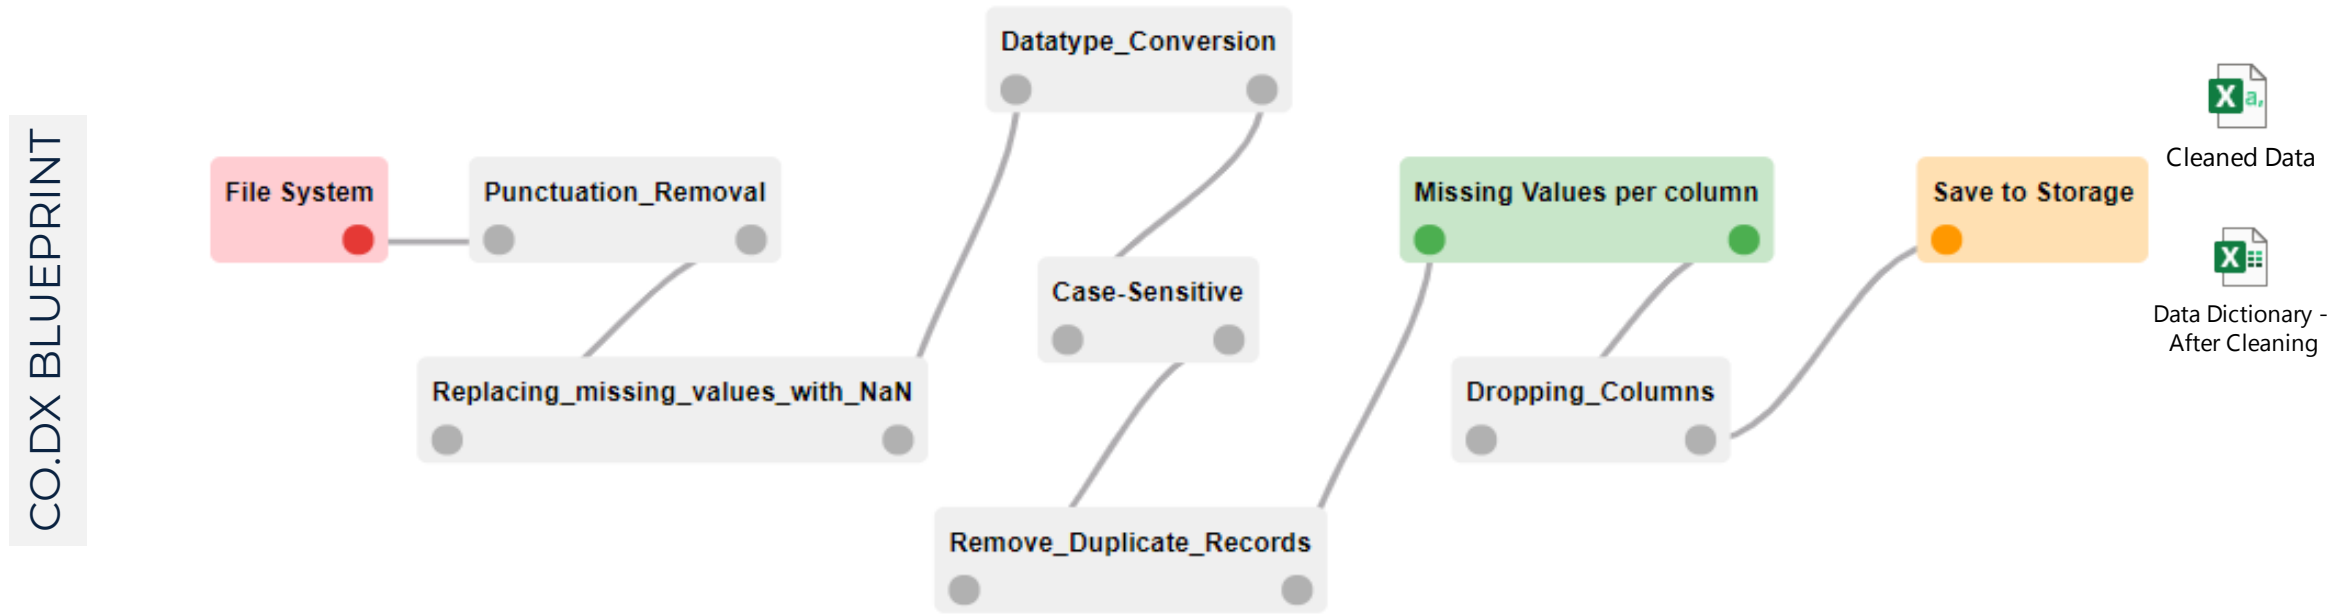 CO.DX BLUEPRINT
File System
Punctuation_Removal
Replacing_missing_values_with_NaN
Datatype_Conversion
Case-Sensitive
Remove_Duplicate_Records
Missing Values per column
Dropping_Columns
Save to Storage
X a,
Cleaned Data
X
Data Dictionary -
After Cleaning